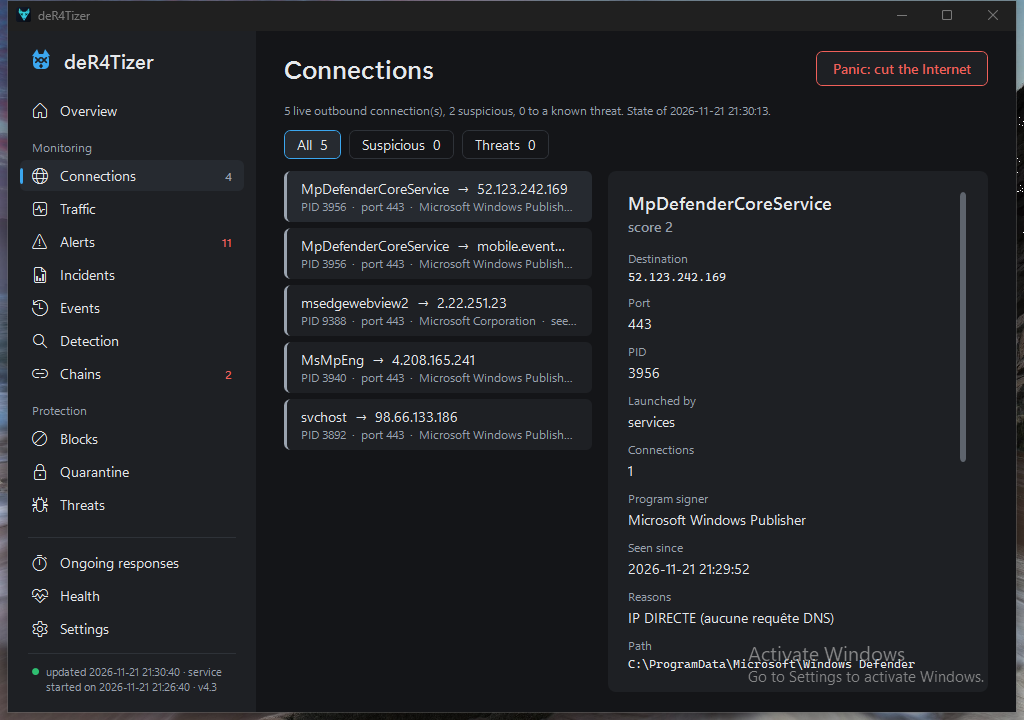 deR4Tizer
deR4Tizer
Overview
Monitoring
Connections 4
Traffic
Alerts 11
Incidents
Events
Detection
Chains 2
Protection
Blocks
Quarantine
Threats
Ongoing responses
Health
Settings
updated 2026-11-21 21:30:40 · service
started on 2026-11-21 21:26:40 · v4.3
Connections
Panic: cut the Internet
5 live outbound connection(s), 2 suspicious, 0 to a known threat. State of 2026-11-21 21:30:13.
All 5 Suspicious 0 Threats 0
MpDefenderCoreService → 52.123.242.169
PID 3956 · port 443 · Microsoft Windows Publish...
MpDefenderCoreService → mobile.event...
PID 3956 · port 443 · Microsoft Windows Publish...
msedgewebview2 → 2.22.251.23
PID 9388 · port 443 · Microsoft Corporation · see...
MsMpEng → 4.208.165.241
PID 3940 · port 443 · Microsoft Windows Publish...
svchost → 98.66.133.186
PID 3892 · port 443 · Microsoft Windows Publish...
MpDefenderCoreService
score 2
Destination
52.123.242.169
Port
443
PID
3956
Launched by
services
Connections
1
Program signer
Microsoft Windows Publisher
Seen since
2026-11-21 21:29:52
Reasons
IP DIRECTE (aucune requête DNS)
Path
C:\ProgramData\Microsoft\Windows Defender
Activate Windows
Go to Settings to activate Windows.